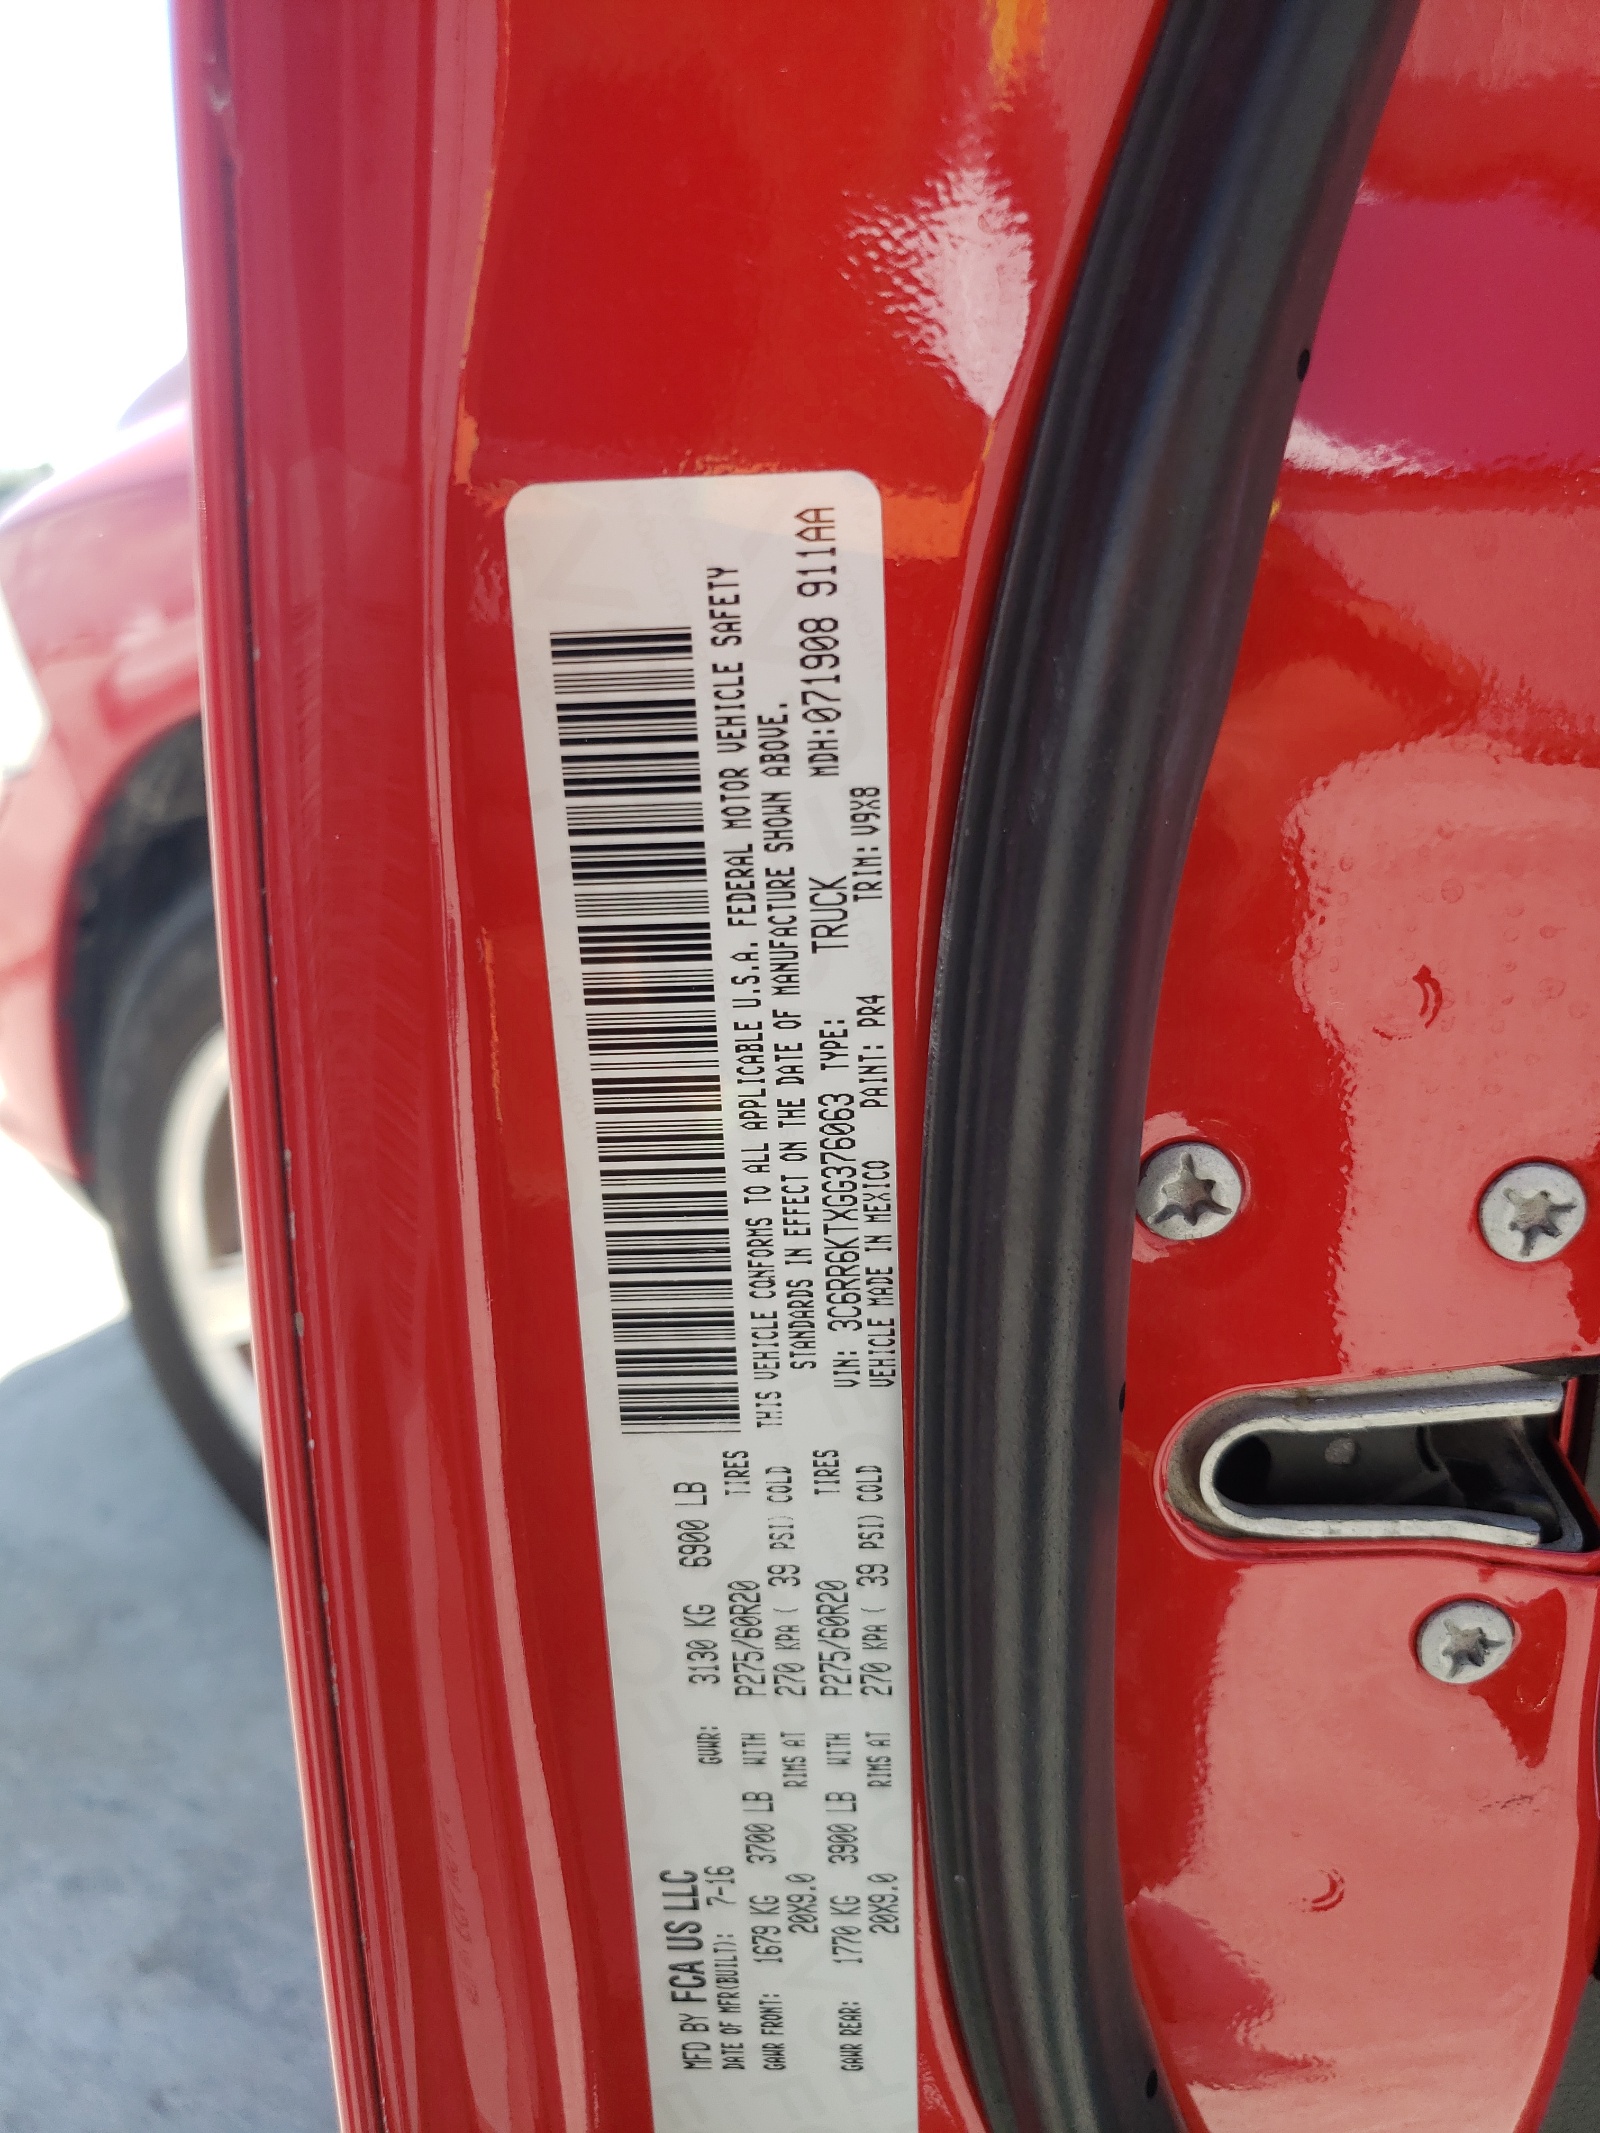 MFD BY FCA US LLC
DATE OF MFR(BUILT): 7-16 GVWR: 3130 KG 6900 LB
GAWR FRONT: 1679 KG 3700 LB WITH P275/60R20 TIRES
20X9.0 RIMS AT 270 KPA( 39 PSI) COLD
GAWR REAR: 1770 KG 3900 LB WITH P275/60R20 TIRES
20X9.0 RIMS AT 270 KPA( 39 PSI) COLD
THIS VEHICLE CONFORMS TO ALL APPLICABLE U.S.A. FEDERAL MOTOR VEHICLE SAFETY
STANDARDS IN EFFECT ON THE DATE OF MANUFACTURE SHOWN ABOVE.
VIN: 3C6RR6KTXGG376063 TYPE: TRUCK MDH:071908 911AA
VEHICLE MADE IN MEXICO PAINT: PR4 TRIM: V9X8